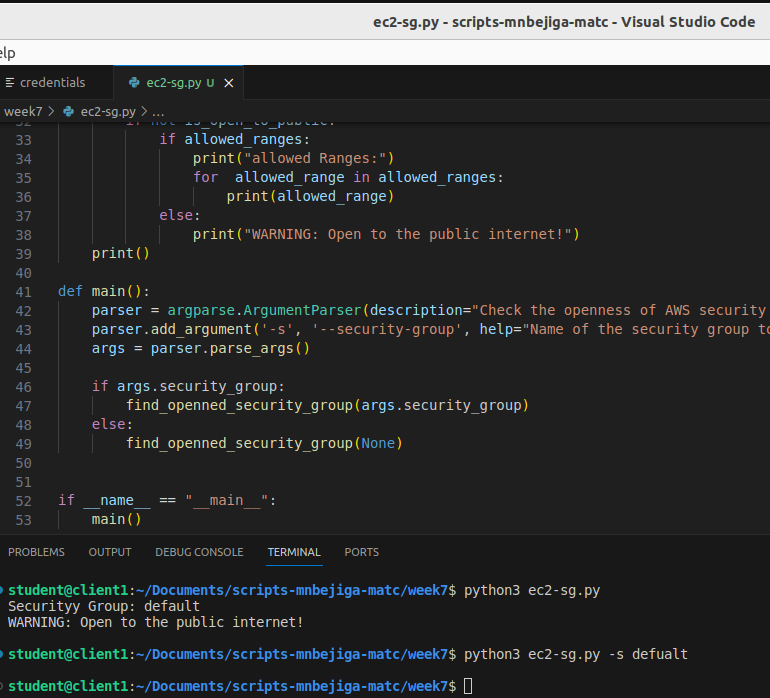 ec2-sg.py - scripts-mnbejiga-matc - Visual Studio Code
elp
credentials
ec2-sg.py U
week7 > ec2-sg.py > ...
32 if not is_open_to_public:
33 if allowed_ranges:
34 print("allowed Ranges:")
35 for  allowed_range in allowed_ranges:
36 print(allowed_range)
37 else:
38 print("WARNING: Open to the public internet!")
39 print()
40
41 def main():
42 parser = argparse.ArgumentParser(description="Check the openness of AWS security
43 parser.add_argument('-s', '--security-group', help="Name of the security group to
44 args = parser.parse_args()
45
46 if args.security_group:
47 find_openned_security_group(args.security_group)
48 else:
49 find_openned_security_group(None)
50
51
52 if __name__ == "__main__":
53 main()
PROBLEMS OUTPUT DEBUG CONSOLE TERMINAL PORTS
student@client1:~/Documents/scripts-mnbejiga-matc/week7$ python3 ec2-sg.py
Securityy Group: default
WARNING: Open to the public internet!
student@client1:~/Documents/scripts-mnbejiga-matc/week7$ python3 ec2-sg.py -s defualt
student@client1:~/Documents/scripts-mnbejiga-matc/week7$